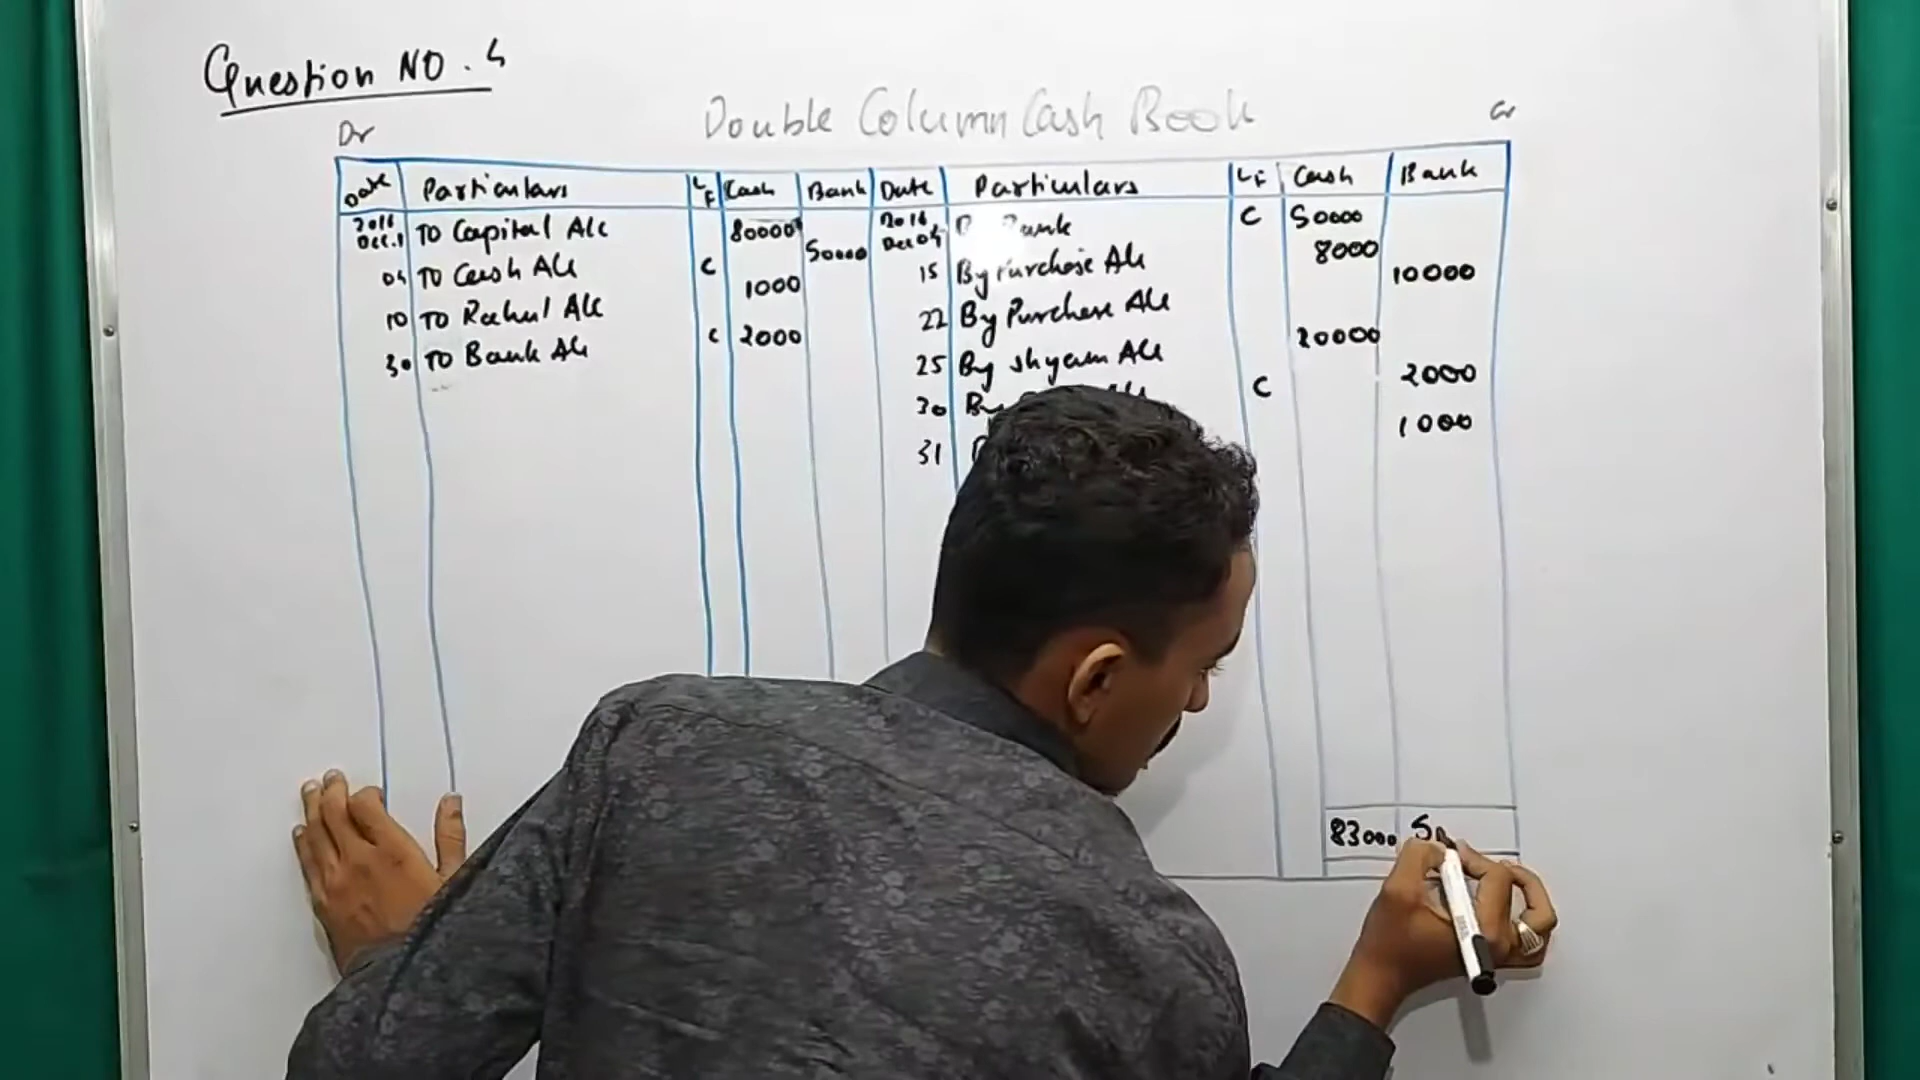 Question NO. 4
Double Column Cash Book
Dr
Cr
Date Particulars LF Cash Bank Date Particulars LF Cash Bank
2016 Dec.1 TO Capital A/c 80000 2016 Dec 04 Bank C 50000
04 TO Cash A/c C 50000 15 By Purchase A/c 8000
10 TO Rahul A/c 1000 22 By Purchase A/c 10000
30 TO Bank A/c C 2000 25 By Shyam A/c 20000
30 By C 2000
31 1000
83000